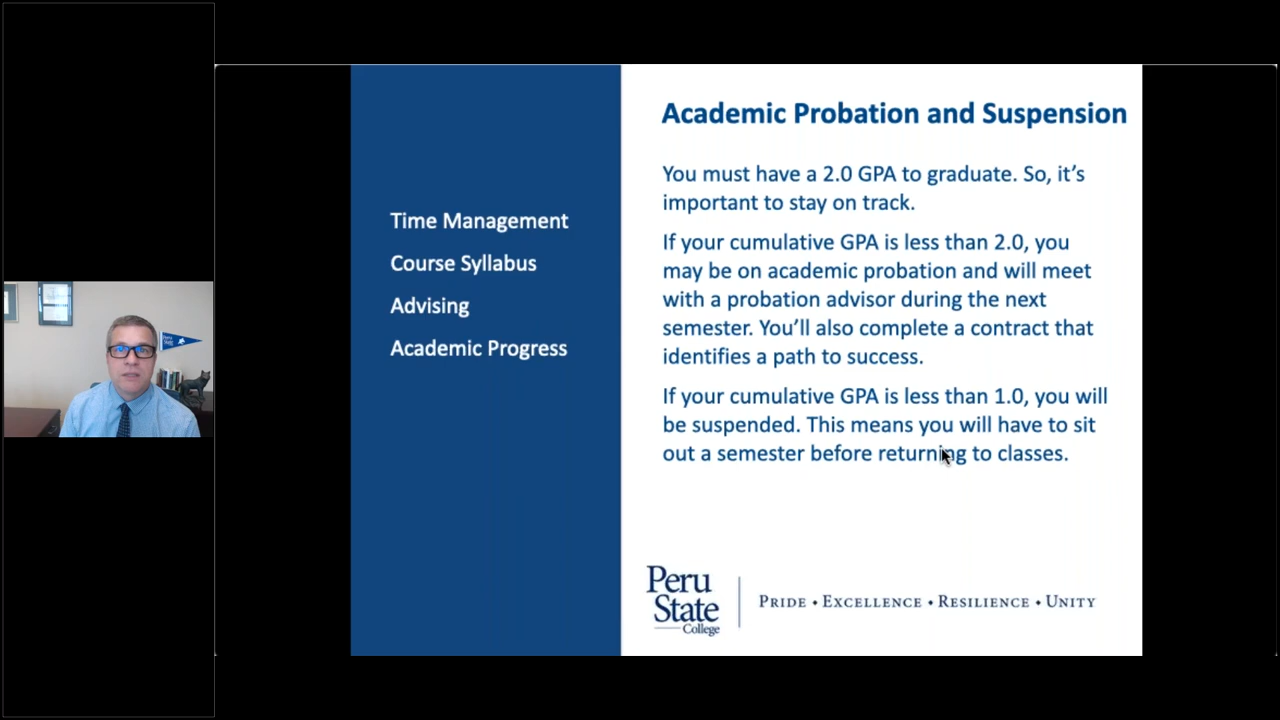 Time Management
Course Syllabus
Advising
Academic Progress
Academic Probation and Suspension
You must have a 2.0 GPA to graduate. So, it’s
important to stay on track.
If your cumulative GPA is less than 2.0, you
may be on academic probation and will meet
with a probation advisor during the next
semester. You’ll also complete a contract that
identifies a path to success.
If your cumulative GPA is less than 1.0, you will
be suspended. This means you will have to sit
out a semester before returning to classes.
Peru
State
College
PRIDE • EXCELLENCE • RESILIENCE • UNITY